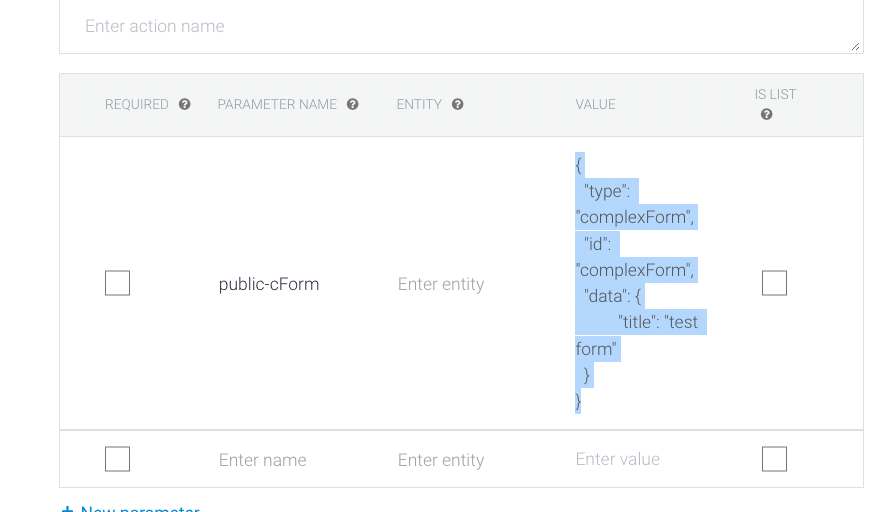 Enter action name
REQUIRED PARAMETER NAME ENTITY VALUE IS LIST
public-cForm
Enter entity
{
"type":
"complexForm",
"id":
"complexForm",
"data": {
"title": "test
form"
}
}
Enter name Enter entity Enter value
+ New parameter